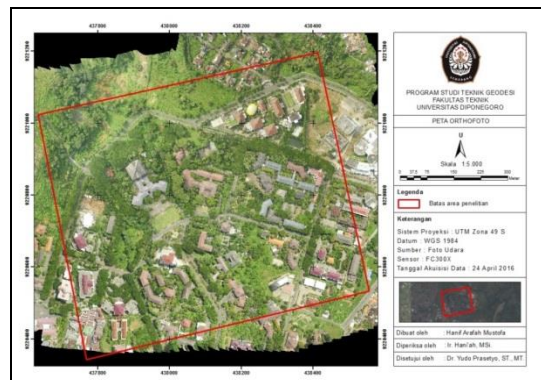 437800 438000 438200 438400
PROGRAM STUDI TEKNIK GEODESI
FAKULTAS TEKNIK
UNIVERSITAS DIPONEGORO
PETA ORTHOFOTO
U
Skala 1:5.000
Meter
Legenda
Batas area penelitian
Keterangan
Sistem Proyeksi : UTM Zona 49 S
Datum : WGS 1984
Sumber : Foto Udara
Sensor : FC300X
Tanggal Akuisisi Data : 24 April 2016
Dibuat oleh : Hanif Arafah Mustofa
Diperiksa oleh : Ir. Hani'ah, MSi.
Disetujui oleh : Dr. Yudo Prasetyo, ST., MT.
437800 438000 438200 438400